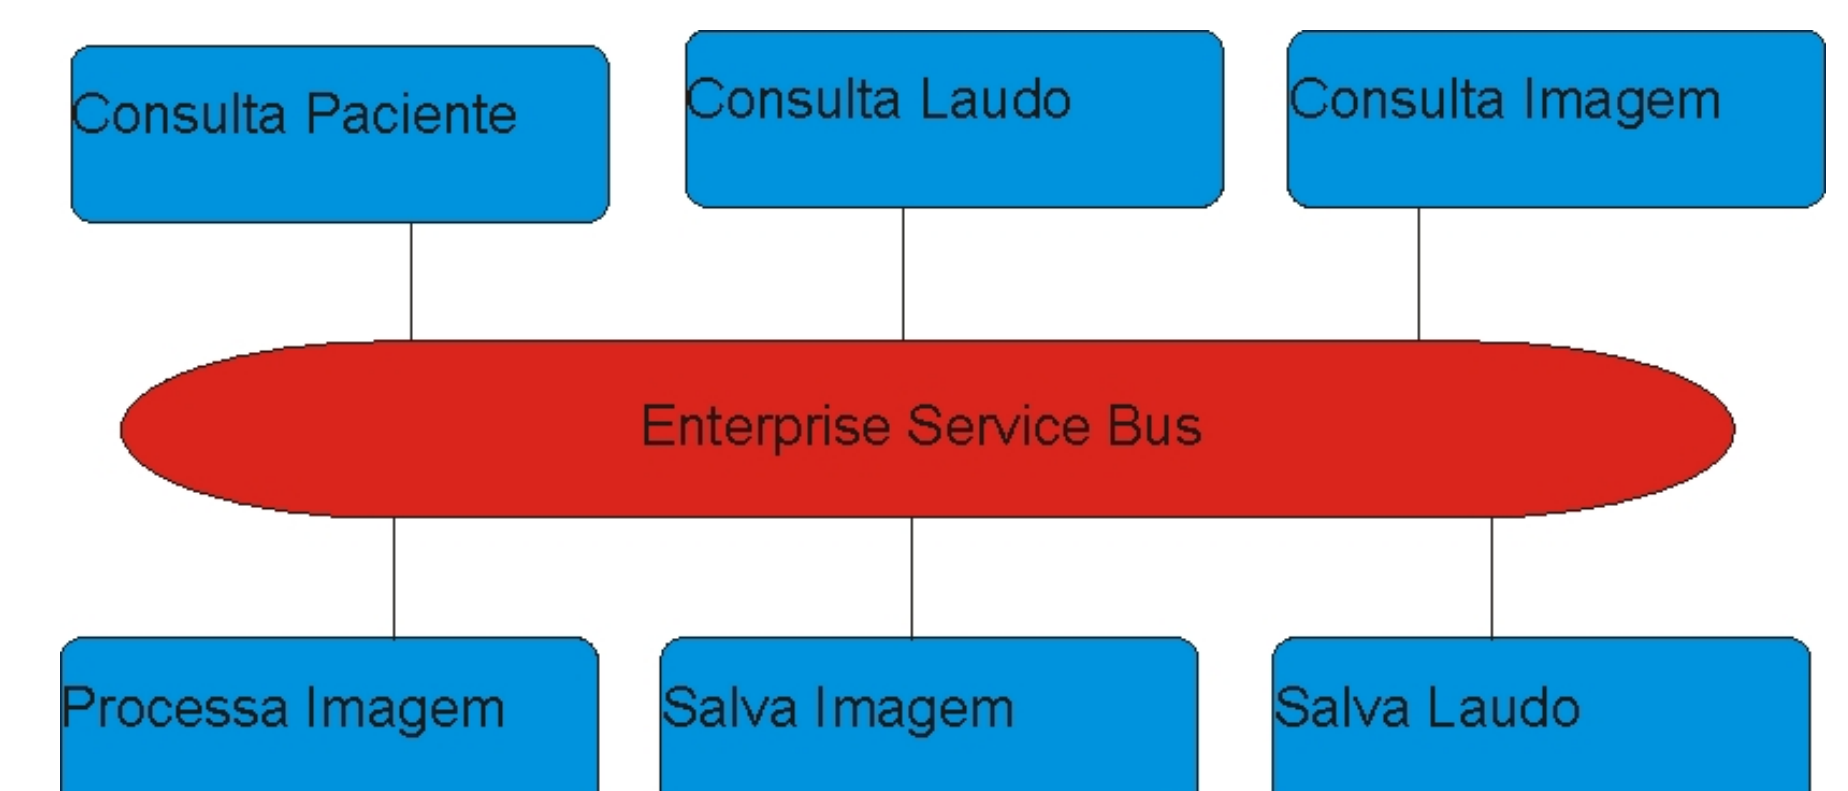 Consulta Paciente
Consulta Laudo
Consulta Imagem
Enterprise Service Bus
Processa Imagem
Salva Imagem
Salva Laudo